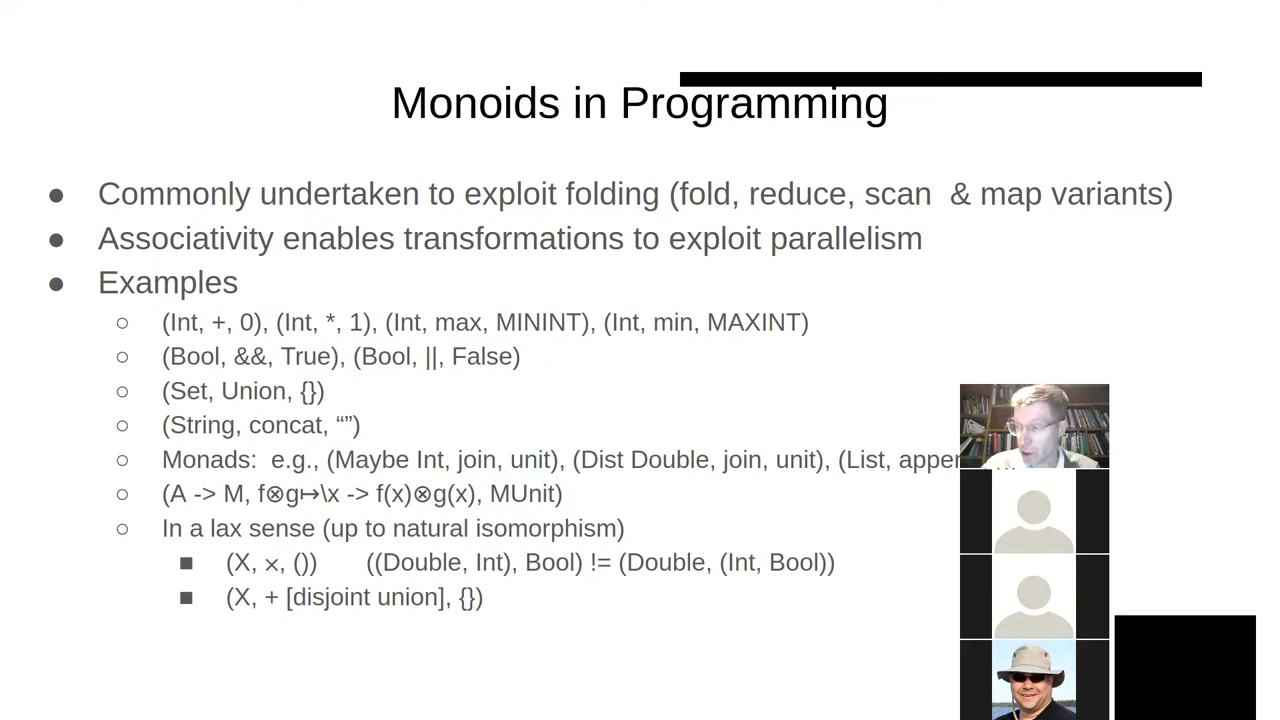 Monoids in Programming
● Commonly undertaken to exploit folding (fold, reduce, scan & map variants)
● Associativity enables transformations to exploit parallelism
● Examples
○ (Int, +, 0), (Int, *, 1), (Int, max, MININT), (Int, min, MAXINT)
○ (Bool, &&, True), (Bool, ||, False)
○ (Set, Union, {})
○ (String, concat, “”)
○ Monads: e.g., (Maybe Int, join, unit), (Dist Double, join, unit), (List,
○ (A -> M, f⊗g↦\x -> f(x)⊗g(x), MUnit)
○ In a lax sense (up to natural isomorphism)
■ (X, ×, ()) ((Double, Int), Bool) != (Double, (Int, Bool))
■ (X, + [disjoint union], {})